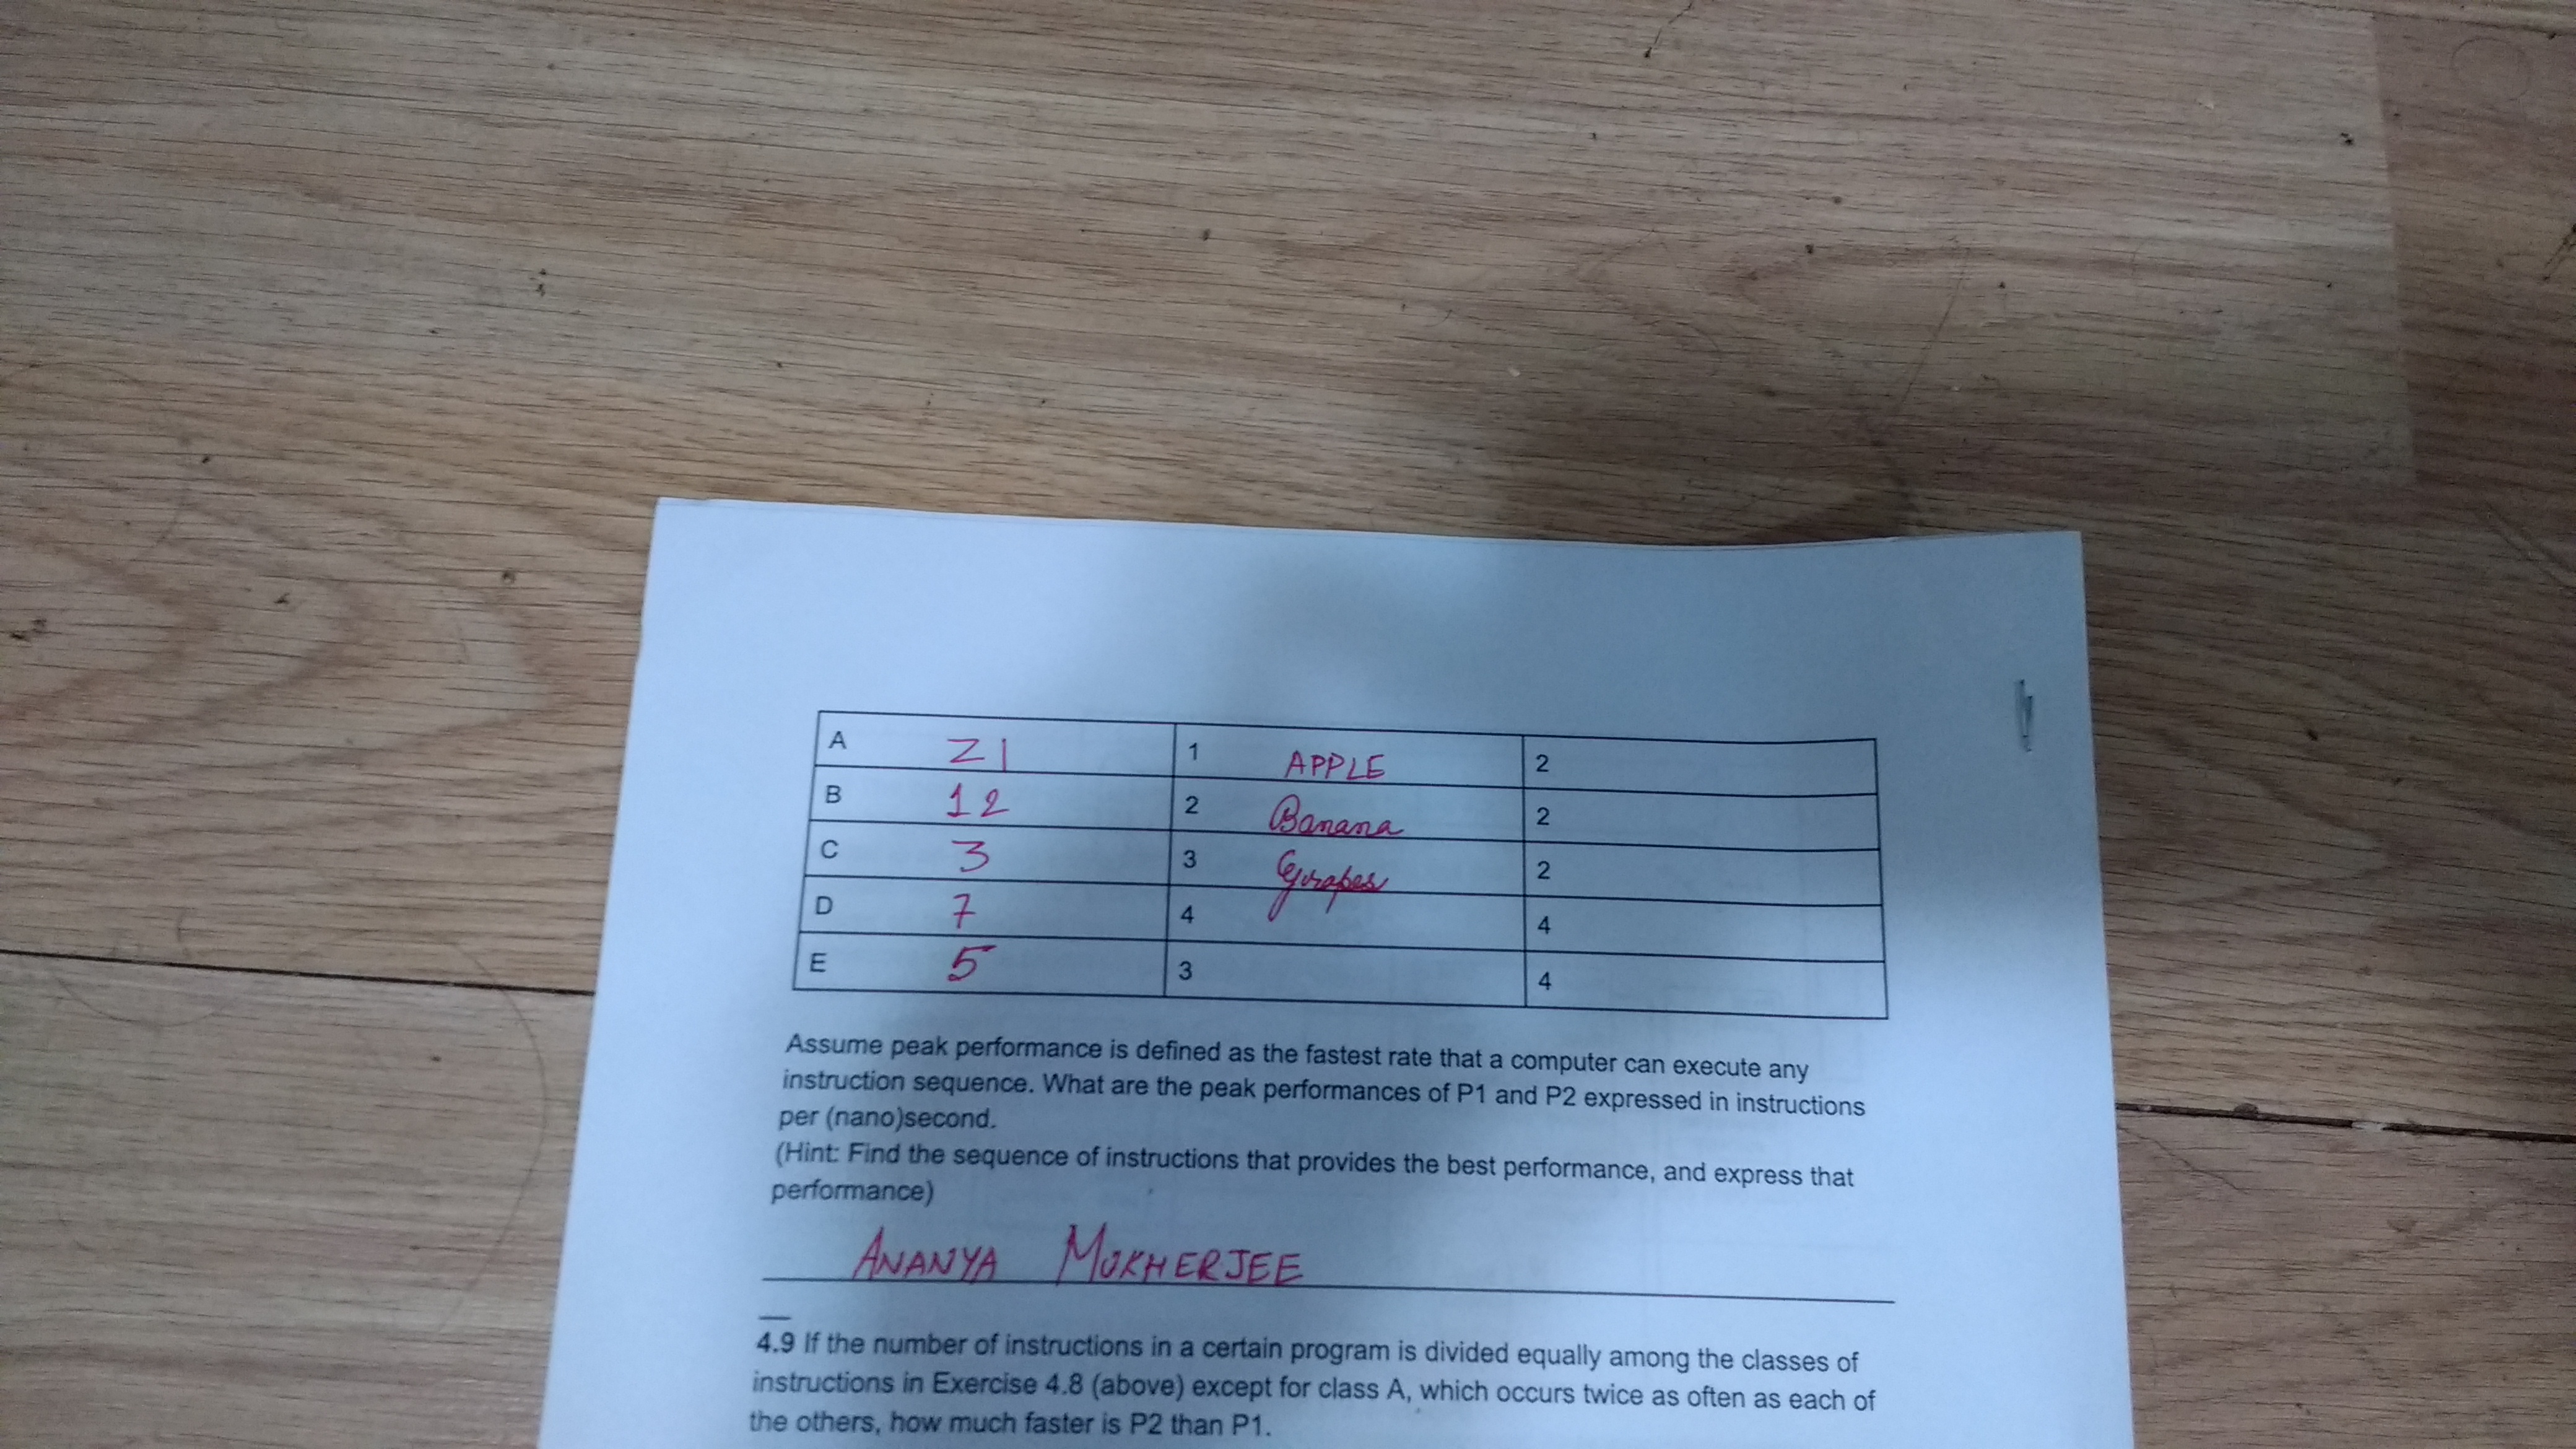 A Z1 1 APPLE 2
B 12 2 Banana 2
C 3 3 Grapes 2
D 7 4 4
E 5 3 4
Assume peak performance is defined as the fastest rate that a computer can execute any
instruction sequence. What are the peak performances of P1 and P2 expressed in instructions
per (nano)second.
(Hint: Find the sequence of instructions that provides the best performance, and express that
performance)
ANANYA MUKHERJEE
4.9 If the number of instructions in a certain program is divided equally among the classes of
instructions in Exercise 4.8 (above) except for class A, which occurs twice as often as each of
the others, how much faster is P2 than P1.